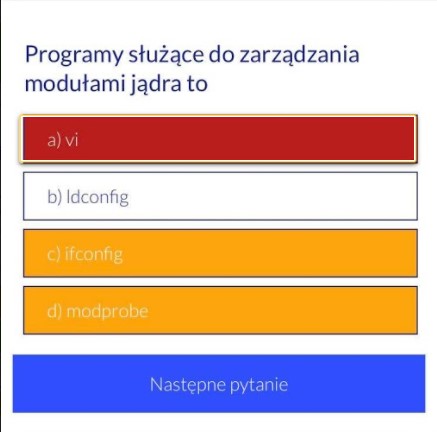 Programy służące do zarządzania
modułami jądra to
a) vi
b) ldconfig
c) ifconfig
d) modprobe
Następne pytanie